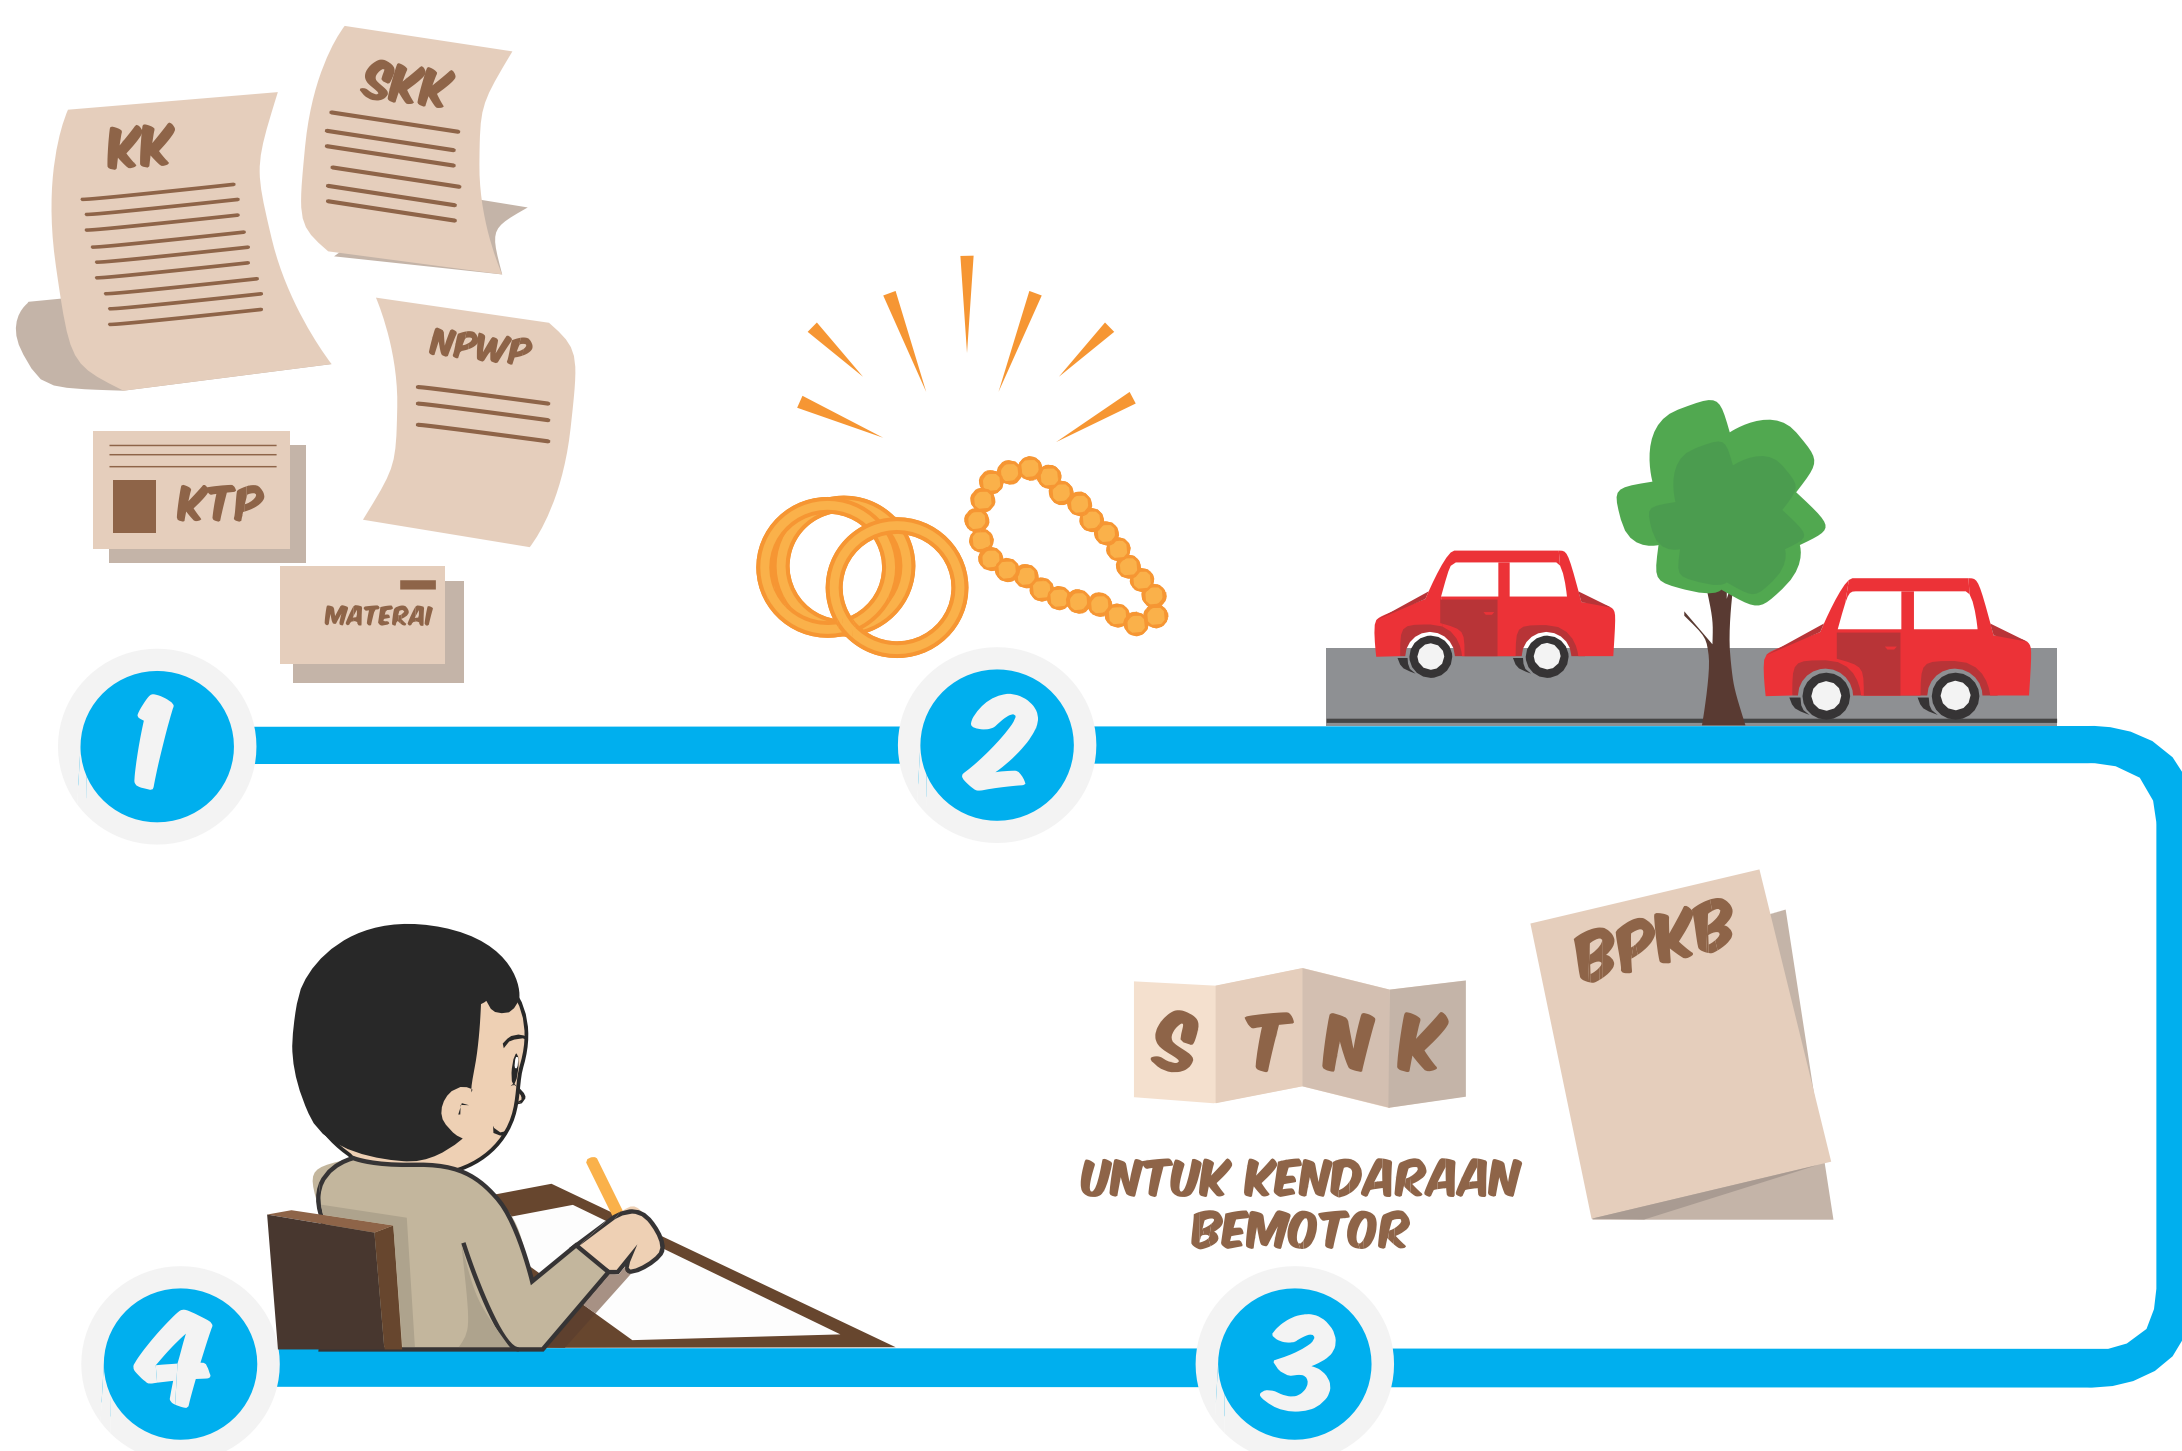 SKK
KK
NPWP
KTP
MATERAI
1
2
BPKB
S T N K
UNTUK KENDARAAN
BEMOTOR
3
4